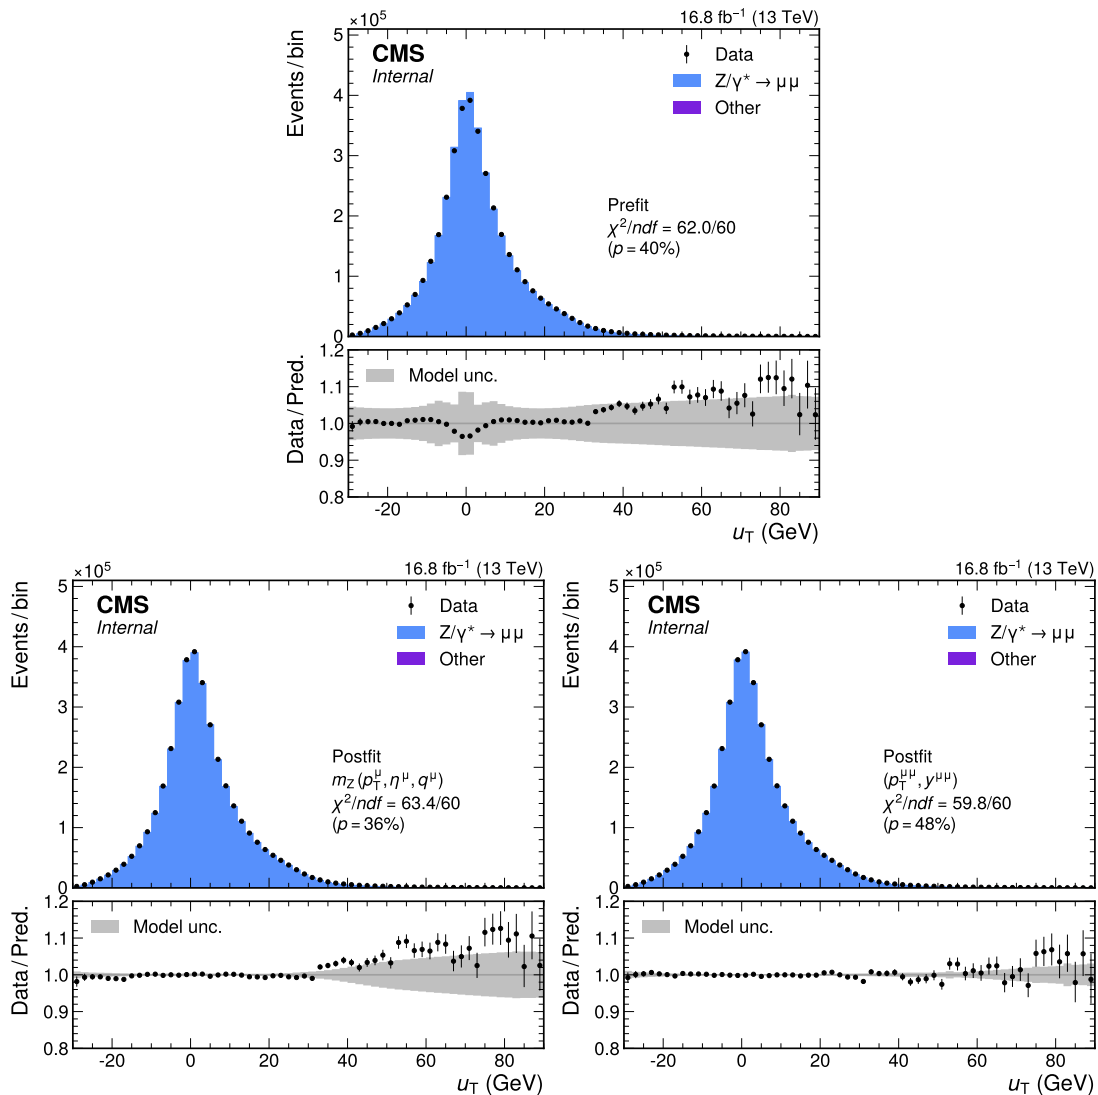 ×10⁵
16.8 fb⁻¹ (13 TeV)
CMS
Internal
Data
Z/γ* → μμ
Other
Prefit
χ²/ndf = 62.0/60
(p = 40%)
Events / bin
5
4
3
2
1
0
Model unc.
Data / Pred.
1.2
1.1
1.0
0.9
0.8
-20
0
20
40
60
80
u_T (GeV)
×10⁵
16.8 fb⁻¹ (13 TeV)
CMS
Internal
Data
Z/γ* → μμ
Other
Postfit
m_Z (p_T^μ, η^μ, q^μ)
χ²/ndf = 63.4/60
(p = 36%)
Events / bin
5
4
3
2
1
0
Model unc.
Data / Pred.
1.2
1.1
1.0
0.9
0.8
-20
0
20
40
60
80
u_T (GeV)
×10⁵
16.8 fb⁻¹ (13 TeV)
CMS
Internal
Data
Z/γ* → μμ
Other
Postfit
(p_T^μμ, y^μμ)
χ²/ndf = 59.8/60
(p = 48%)
Events / bin
5
4
3
2
1
0
Model unc.
Data / Pred.
1.2
1.1
1.0
0.9
0.8
-20
0
20
40
60
80
u_T (GeV)